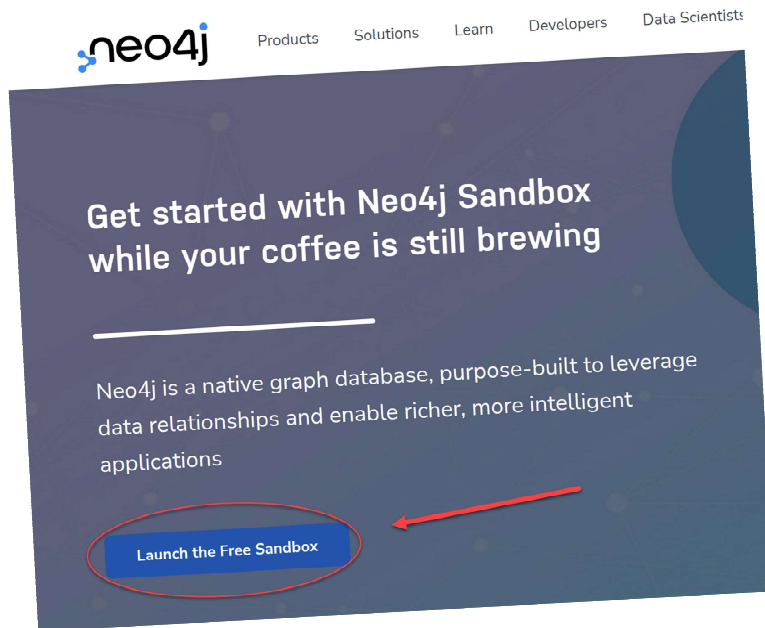 neo4j
Products Solutions Learn Developers Data Scientists
Get started with Neo4j Sandbox
while your coffee is still brewing
Neo4j is a native graph database, purpose-built to leverage
data relationships and enable richer, more intelligent
applications
Launch the Free Sandbox